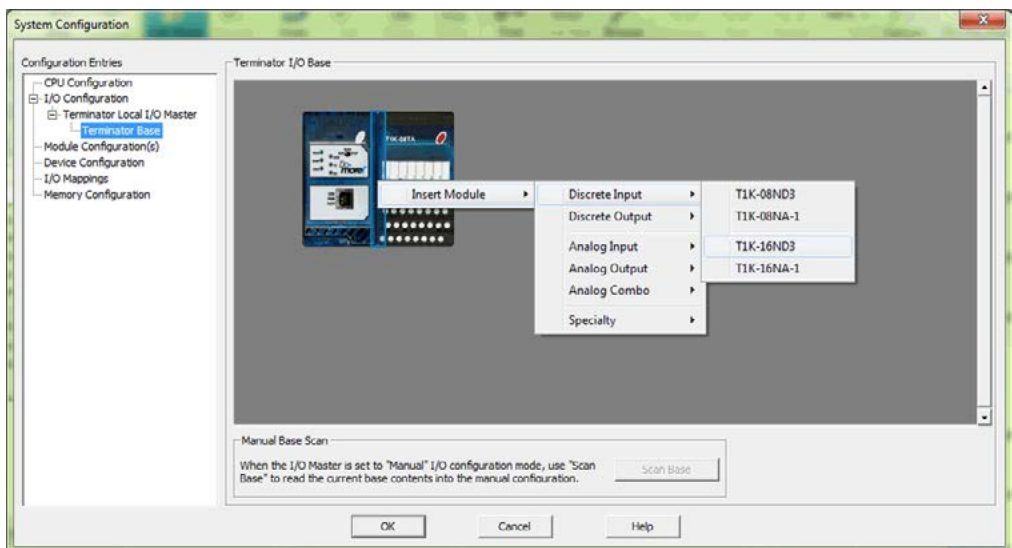 System Configuration
Configuration Entries
CPU Configuration
I/O Configuration
Terminator Local I/O Master
Terminator Base
Module Configuration(s)
Device Configuration
I/O Mappings
Memory Configuration
Terminator I/O Base
more!
Insert Module
Discrete Input
Discrete Output
Analog Input
Analog Output
Analog Combo
Specialty
T1K-08ND3
T1K-08NA-1
T1K-16ND3
T1K-16NA-1
Manual Base Scan
When the I/O Master is set to "Manual" I/O configuration mode, use "Scan
Base" to read the current base contents into the manual configuration.
Scan Base
OK
Cancel
Help